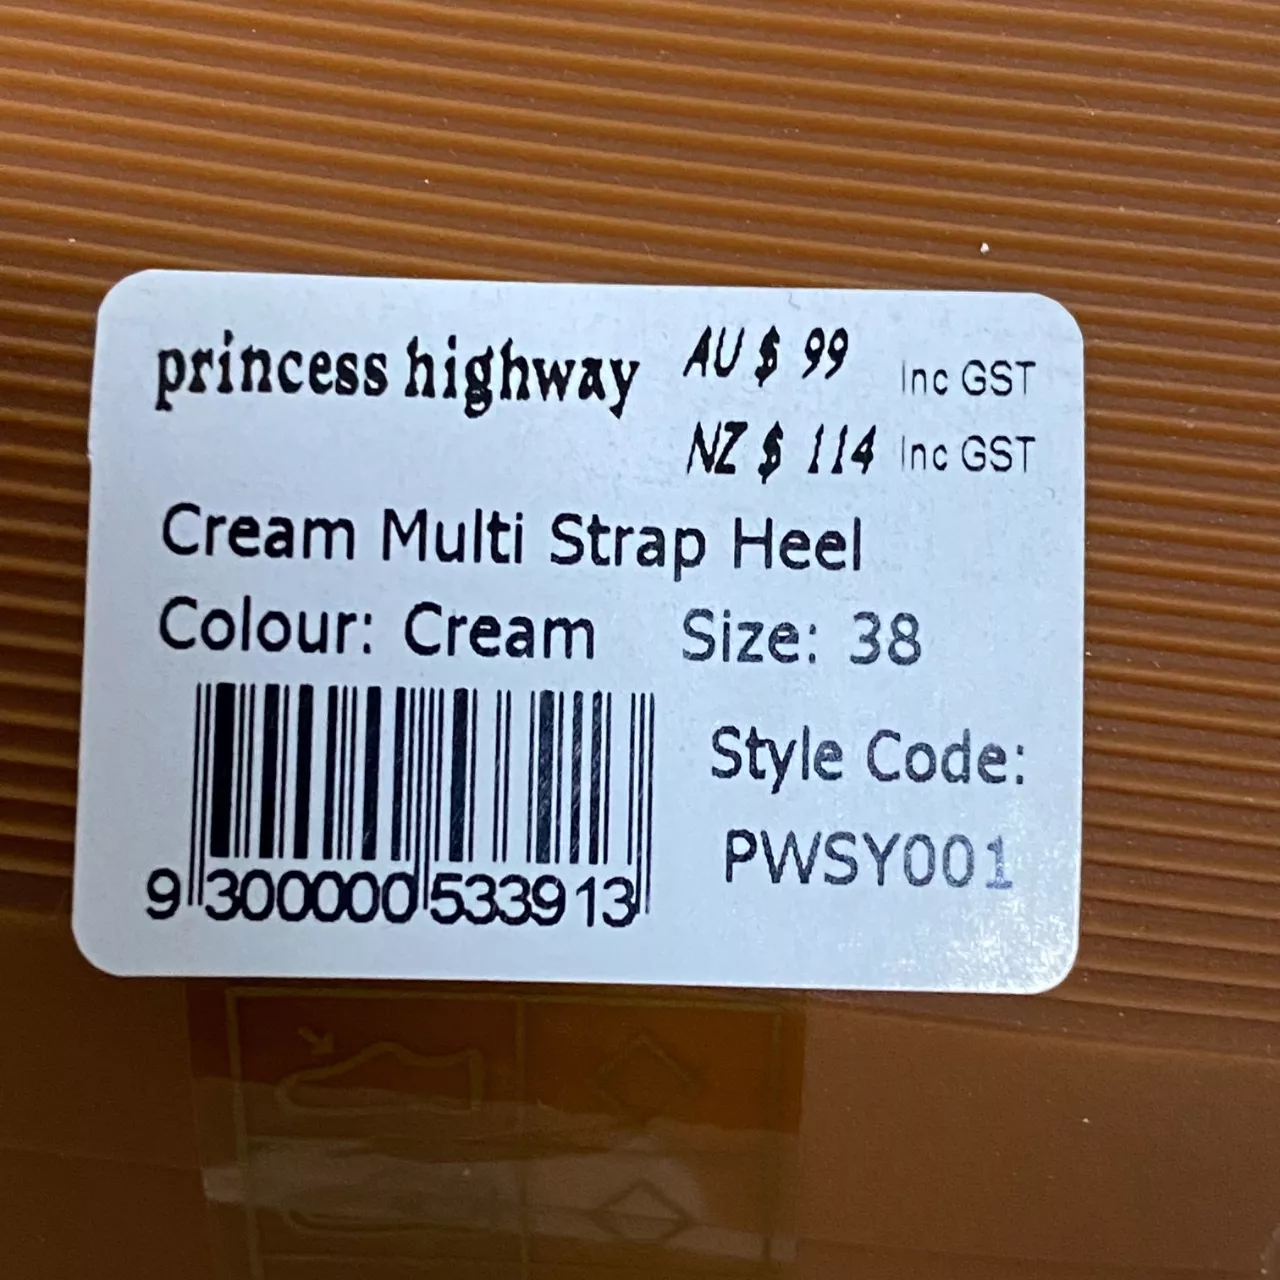 princess highway AU $ 99 Inc GST
NZ $ 114 Inc GST
Cream Multi Strap Heel
Colour: Cream Size: 38
Style Code:
PWSY001
9 300000 533913